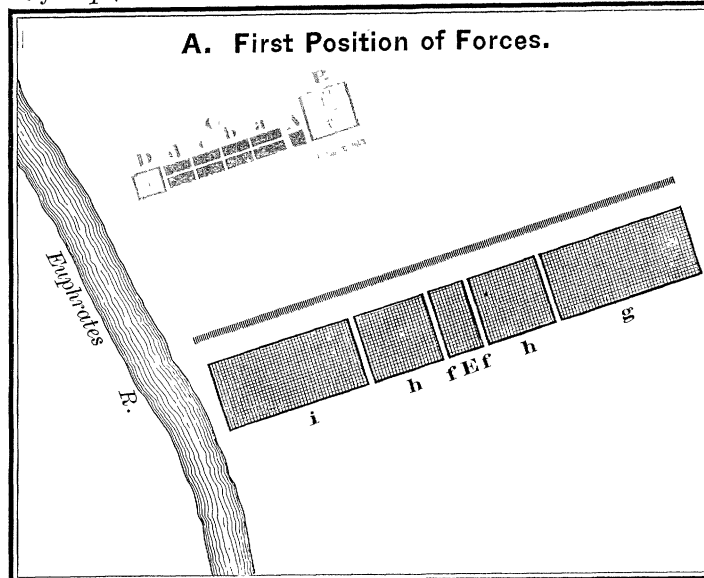 A. First Position of Forces.
C
D d c b a A B
Euphrates
R.
i h f E f h g